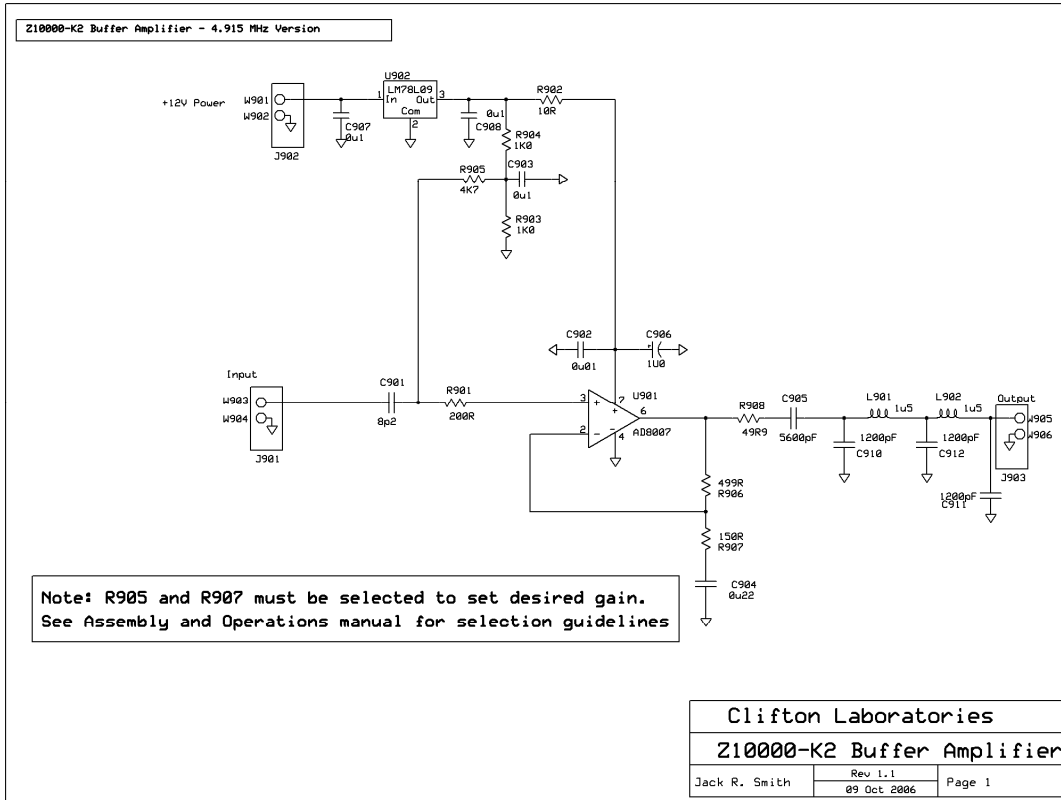 Z10000-K2 Buffer Amplifier - 4.915 MHz Version
U902
LM78L09
1 In Out 3
Com
2
+12V Power
W901
W902
J902
C907
0u1
0u1
C908
R902
10R
R904
1K0
R905
4K7
C903
0u1
R903
1K0
C902
0u01
C906
1U0
Input
W903
W904
J901
C901
8p2
R901
200R
U901
3
2
7
6
4
AD8007
R908
49R9
C905
5600pF
L901
1u5
L902
1u5
1200pF
C910
1200pF
C912
1200pF
C911
Output
W905
W906
J903
499R
R906
150R
R907
C904
0u22
Note: R905 and R907 must be selected to set desired gain.
See Assembly and Operations manual for selection guidelines
Clifton Laboratories
Z10000-K2 Buffer Amplifier
Jack R. Smith
Rev 1.1
09 Oct 2006
Page 1